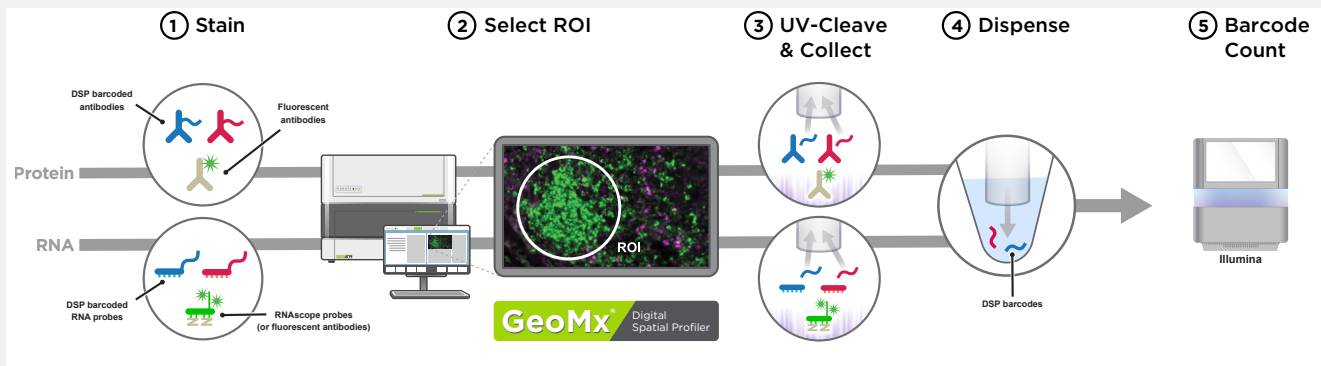 1 Stain
2 Select ROI
3 UV-Cleave
& Collect
4 Dispense
5 Barcode
Count
DSP barcoded
antibodies
Fluorescent
antibodies
Protein
RNA
ROI
DSP barcoded
RNA probes
RNAscope probes
(or fluorescent antibodies)
GeoMx® Digital
Spatial Profiler
DSP barcodes
Illumina